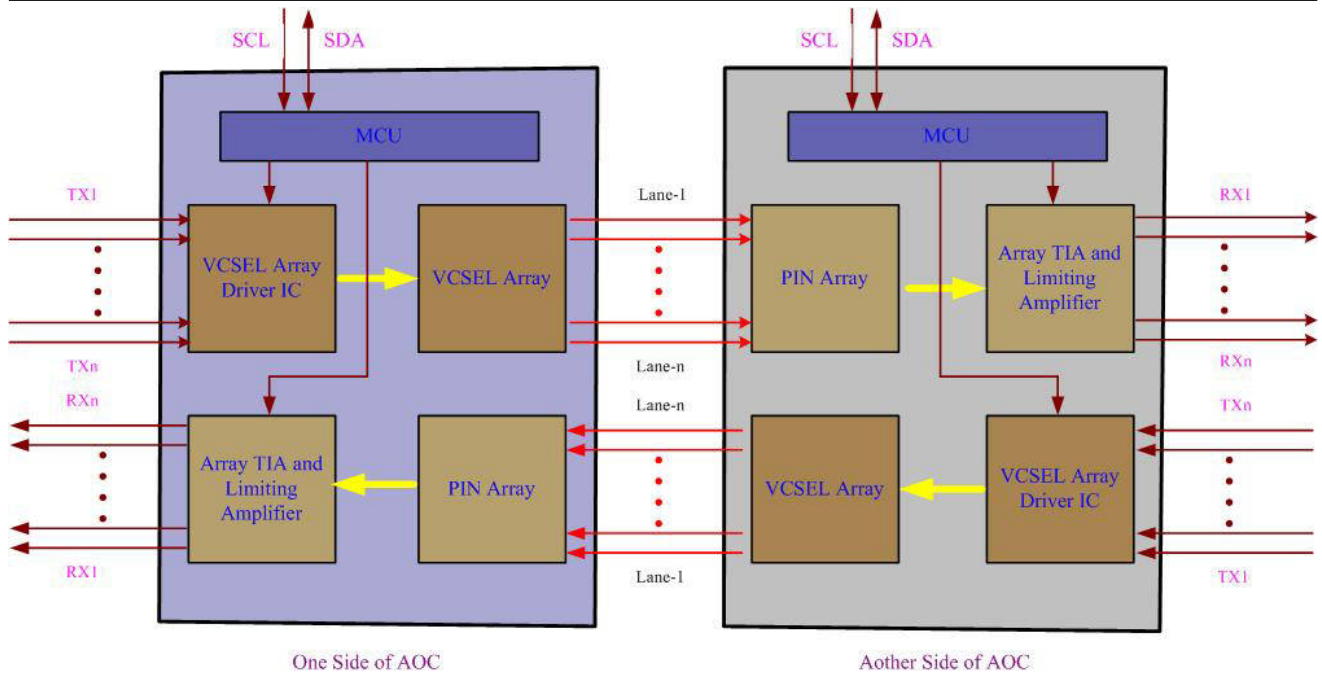 SCL SDA
SCL SDA
MCU
MCU
TX1
Lane-1
RX1
VCSEL Array
Driver IC
VCSEL Array
PIN Array
Array TIA and
Limiting
Amplifier
TXn
Lane-n
RXn
RXn
Lane-n
TXn
Array TIA and
Limiting
Amplifier
PIN Array
VCSEL Array
VCSEL Array
Driver IC
RX1
Lane-1
TX1
One Side of AOC
Aother Side of AOC